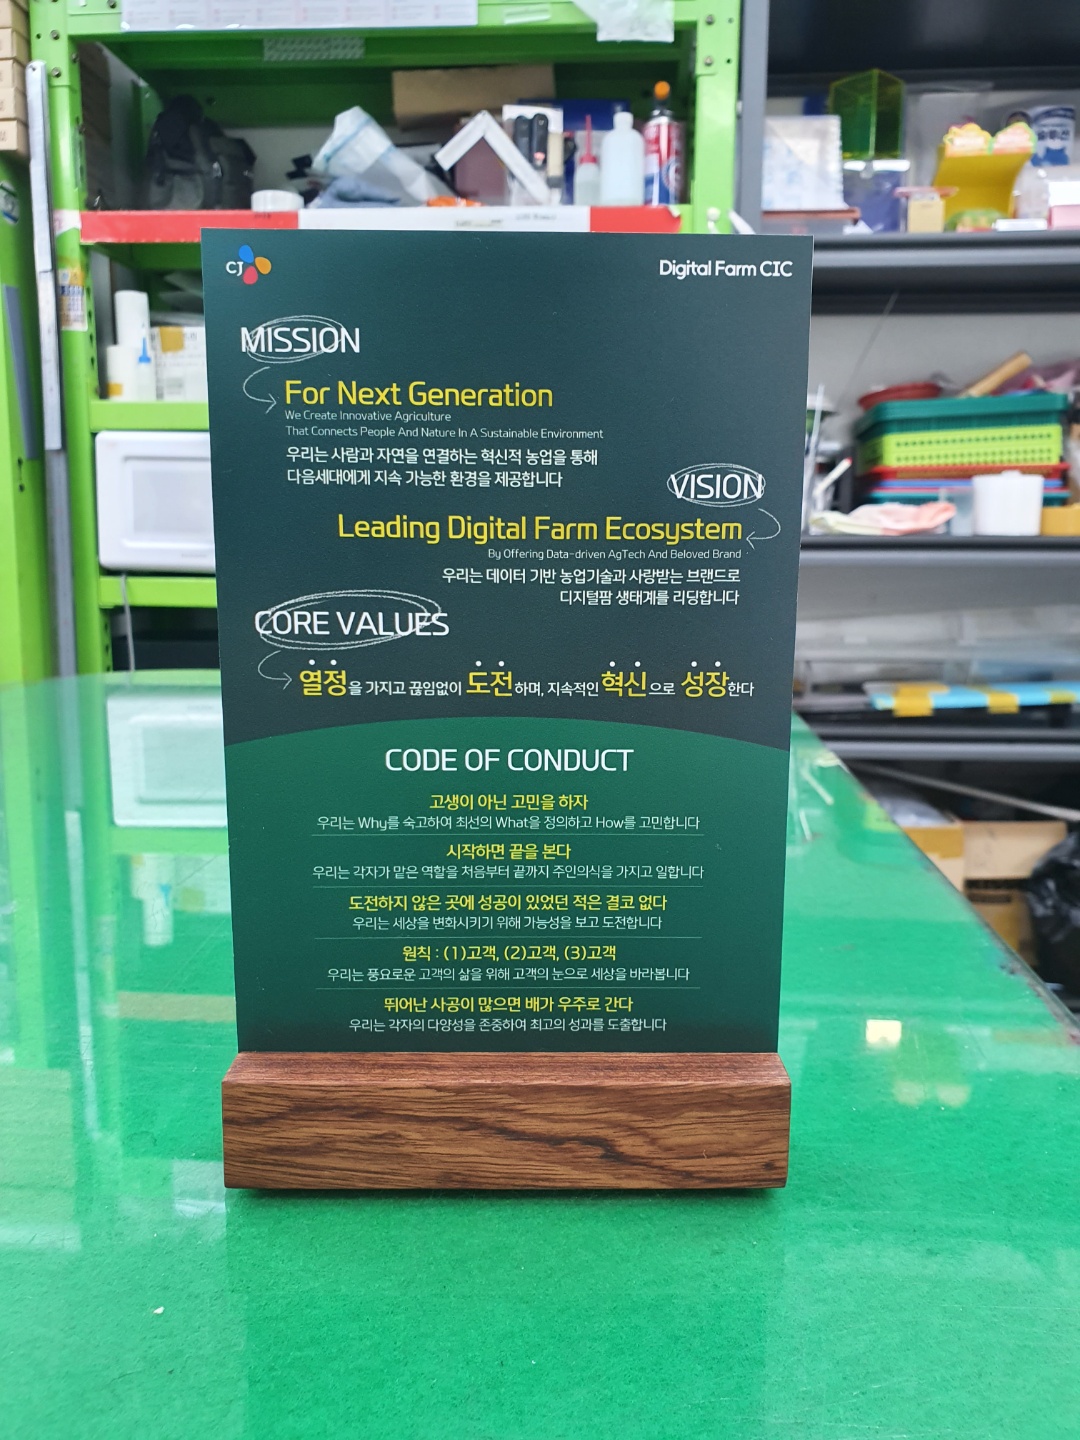 CJ
Digital Farm CIC
MISSION
For Next Generation
We Create Innovative Agriculture
That Connects People And Nature In A Sustainable Environment
우리는 사람과 자연을 연결하는 혁신적 농업을 통해
다음세대에게 지속 가능한 환경을 제공합니다
VISION
Leading Digital Farm Ecosystem
By Offering Data-driven AgTech And Beloved Brand
우리는 데이터 기반 농업기술과 사랑받는 브랜드로
디지털팜 생태계를 리딩합니다
CORE VALUES
열정을 가지고 끊임없이 도전하며, 지속적인 혁신으로 성장한다
CODE OF CONDUCT
고생이 아닌 고민을 하자
우리는 Why를 숙고하여 최선의 What을 정의하고 How를 고민합니다
시작하면 끝을 본다
우리는 각자가 맡은 역할을 처음부터 끝까지 주인의식을 가지고 일합니다
도전하지 않은 곳에 성공이 있었던 적은 결코 없다
우리는 세상을 변화시키기 위해 가능성을 보고 도전합니다
원칙 : (1)고객, (2)고객, (3)고객
우리는 풍요로운 고객의 삶을 위해 고객의 눈으로 세상을 바라봅니다
뛰어난 사공이 많으면 배가 우주로 간다
우리는 각자의 다양성을 존중하여 최고의 성과를 도출합니다